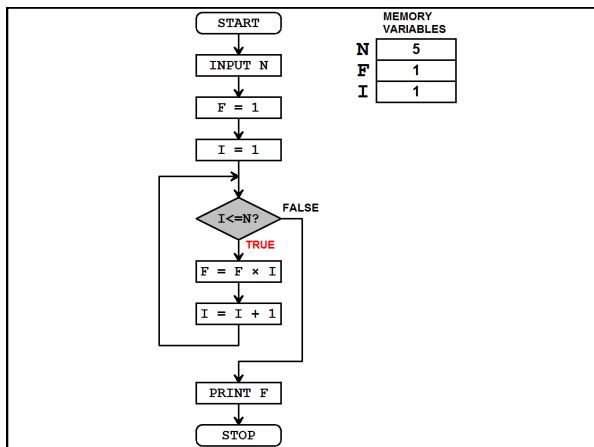 START
INPUT N
F = 1
I = 1
I<=N?
FALSE
TRUE
F = F × I
I = I + 1
PRINT F
STOP
MEMORY
VARIABLES
N 5
F 1
I 1